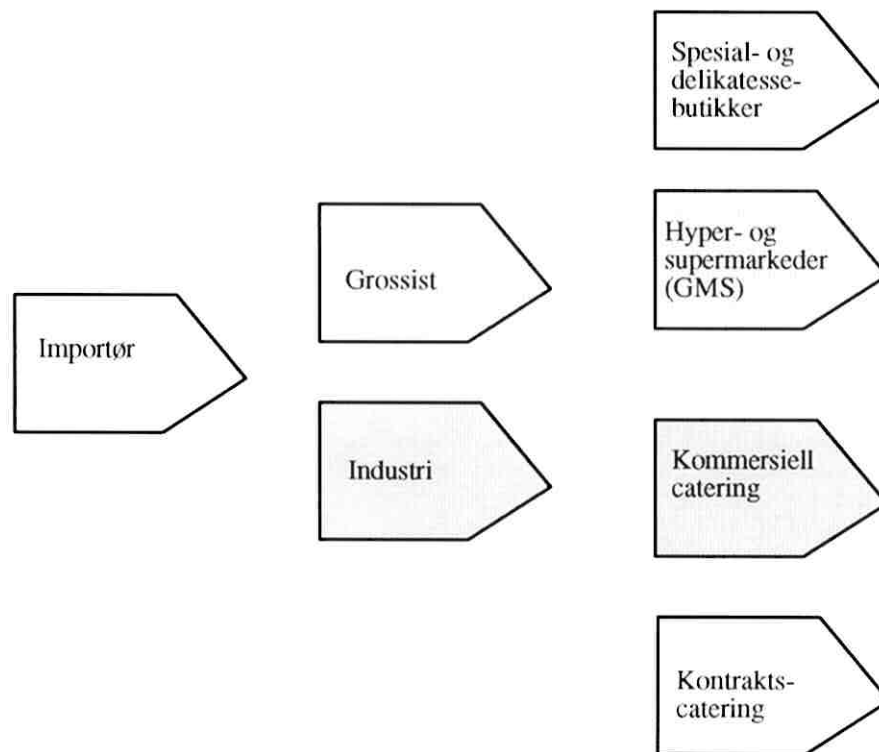 Importør
Grossist
Industri
Spesial- og
delikatesse-
butikker
Hyper- og
supermarkeder
(GMS)
Kommersiell
catering
Kontrakts-
catering